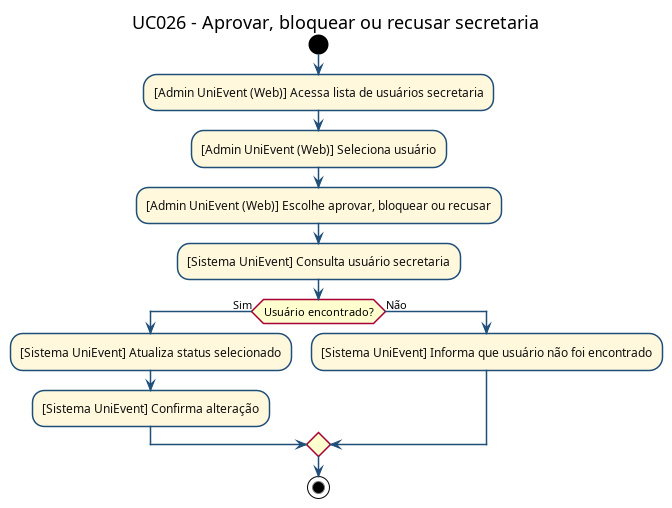 UC026 - Aprovar, bloquear ou recusar secretaria
[Admin UniEvent (Web)] Acessa lista de usuários secretaria
[Admin UniEvent (Web)] Seleciona usuário
[Admin UniEvent (Web)] Escolhe aprovar, bloquear ou recusar
[Sistema UniEvent] Consulta usuário secretaria
Sim
Usuário encontrado?
Não
[Sistema UniEvent] Atualiza status selecionado
[Sistema UniEvent] Informa que usuário não foi encontrado
[Sistema UniEvent] Confirma alteração